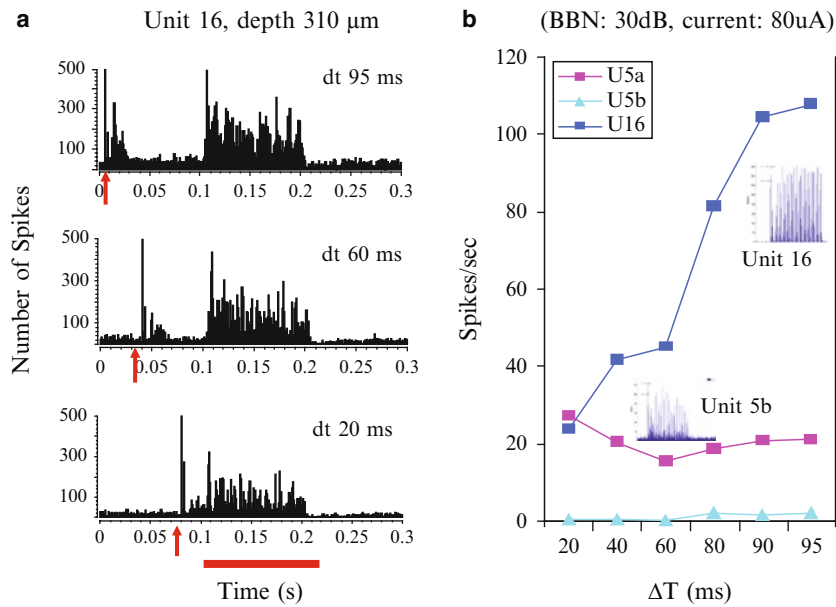 a
Unit 16, depth 310 µm
500
300
100
dt 95 ms
0 0.05 0.1 0.15 0.2 0.25 0.3
Number of Spikes
500
300
100
dt 60 ms
0 0.05 0.1 0.15 0.2 0.25 0.3
500
300
100
dt 20 ms
0 0.05 0.1 0.15 0.2 0.25 0.3
Time (s)
b
(BBN: 30dB, current: 80uA)
120
100
80
60
40
20
0
Spikes/sec
U5a
U5b
U16
Unit 16
Unit 5b
20 40 60 80 90 95
ΔT (ms)